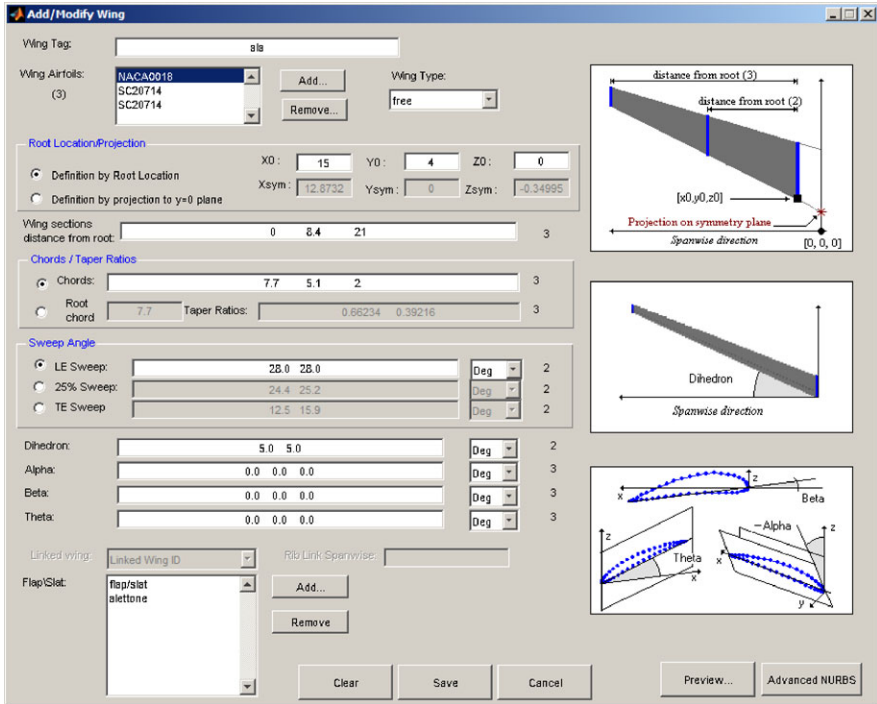 Add/Modify Wing
Wing Tag: ala
Wing Airfoils: (3)
NACA0018
SC20714
SC20714
Add...
Remove...
Wing Type:
free
Root Location/Projection
Definition by Root Location
Definition by projection to y=0 plane
X0 : 15 Y0 : 4 Z0 : 0
Xsym : 12.8732 Ysym : 0 Zsym : -0.34995
Wing sections
distance from root: 0 8.4 21 3
Chords / Taper Ratios
Chords: 7.7 5.1 2 3
Root chord 7.7 Taper Ratios: 0.66234 0.39216 3
Sweep Angle
LE Sweep: 28.0 28.0 Deg 2
25% Sweep: 24.4 25.2 Deg 2
TE Sweep 12.5 15.9 Deg 2
Dihedron: 5.0 5.0 Deg 2
Alpha: 0.0 0.0 0.0 Deg 3
Beta: 0.0 0.0 0.0 Deg 3
Theta: 0.0 0.0 0.0 Deg 3
Linked wing: Linked Wing ID Rib Link Spanwise:
Flap\Slat:
flap/slat
alettone
Add...
Remove
Clear Save Cancel
Preview... Advanced NURBS
distance from root (3)
distance from root (2)
[x0,y0,z0]
Projection on symmetry plane
Spanwise direction
[0, 0, 0]
Dihedron
Spanwise direction
z
x
Beta
z
Theta
x
-Alpha
z
x
y